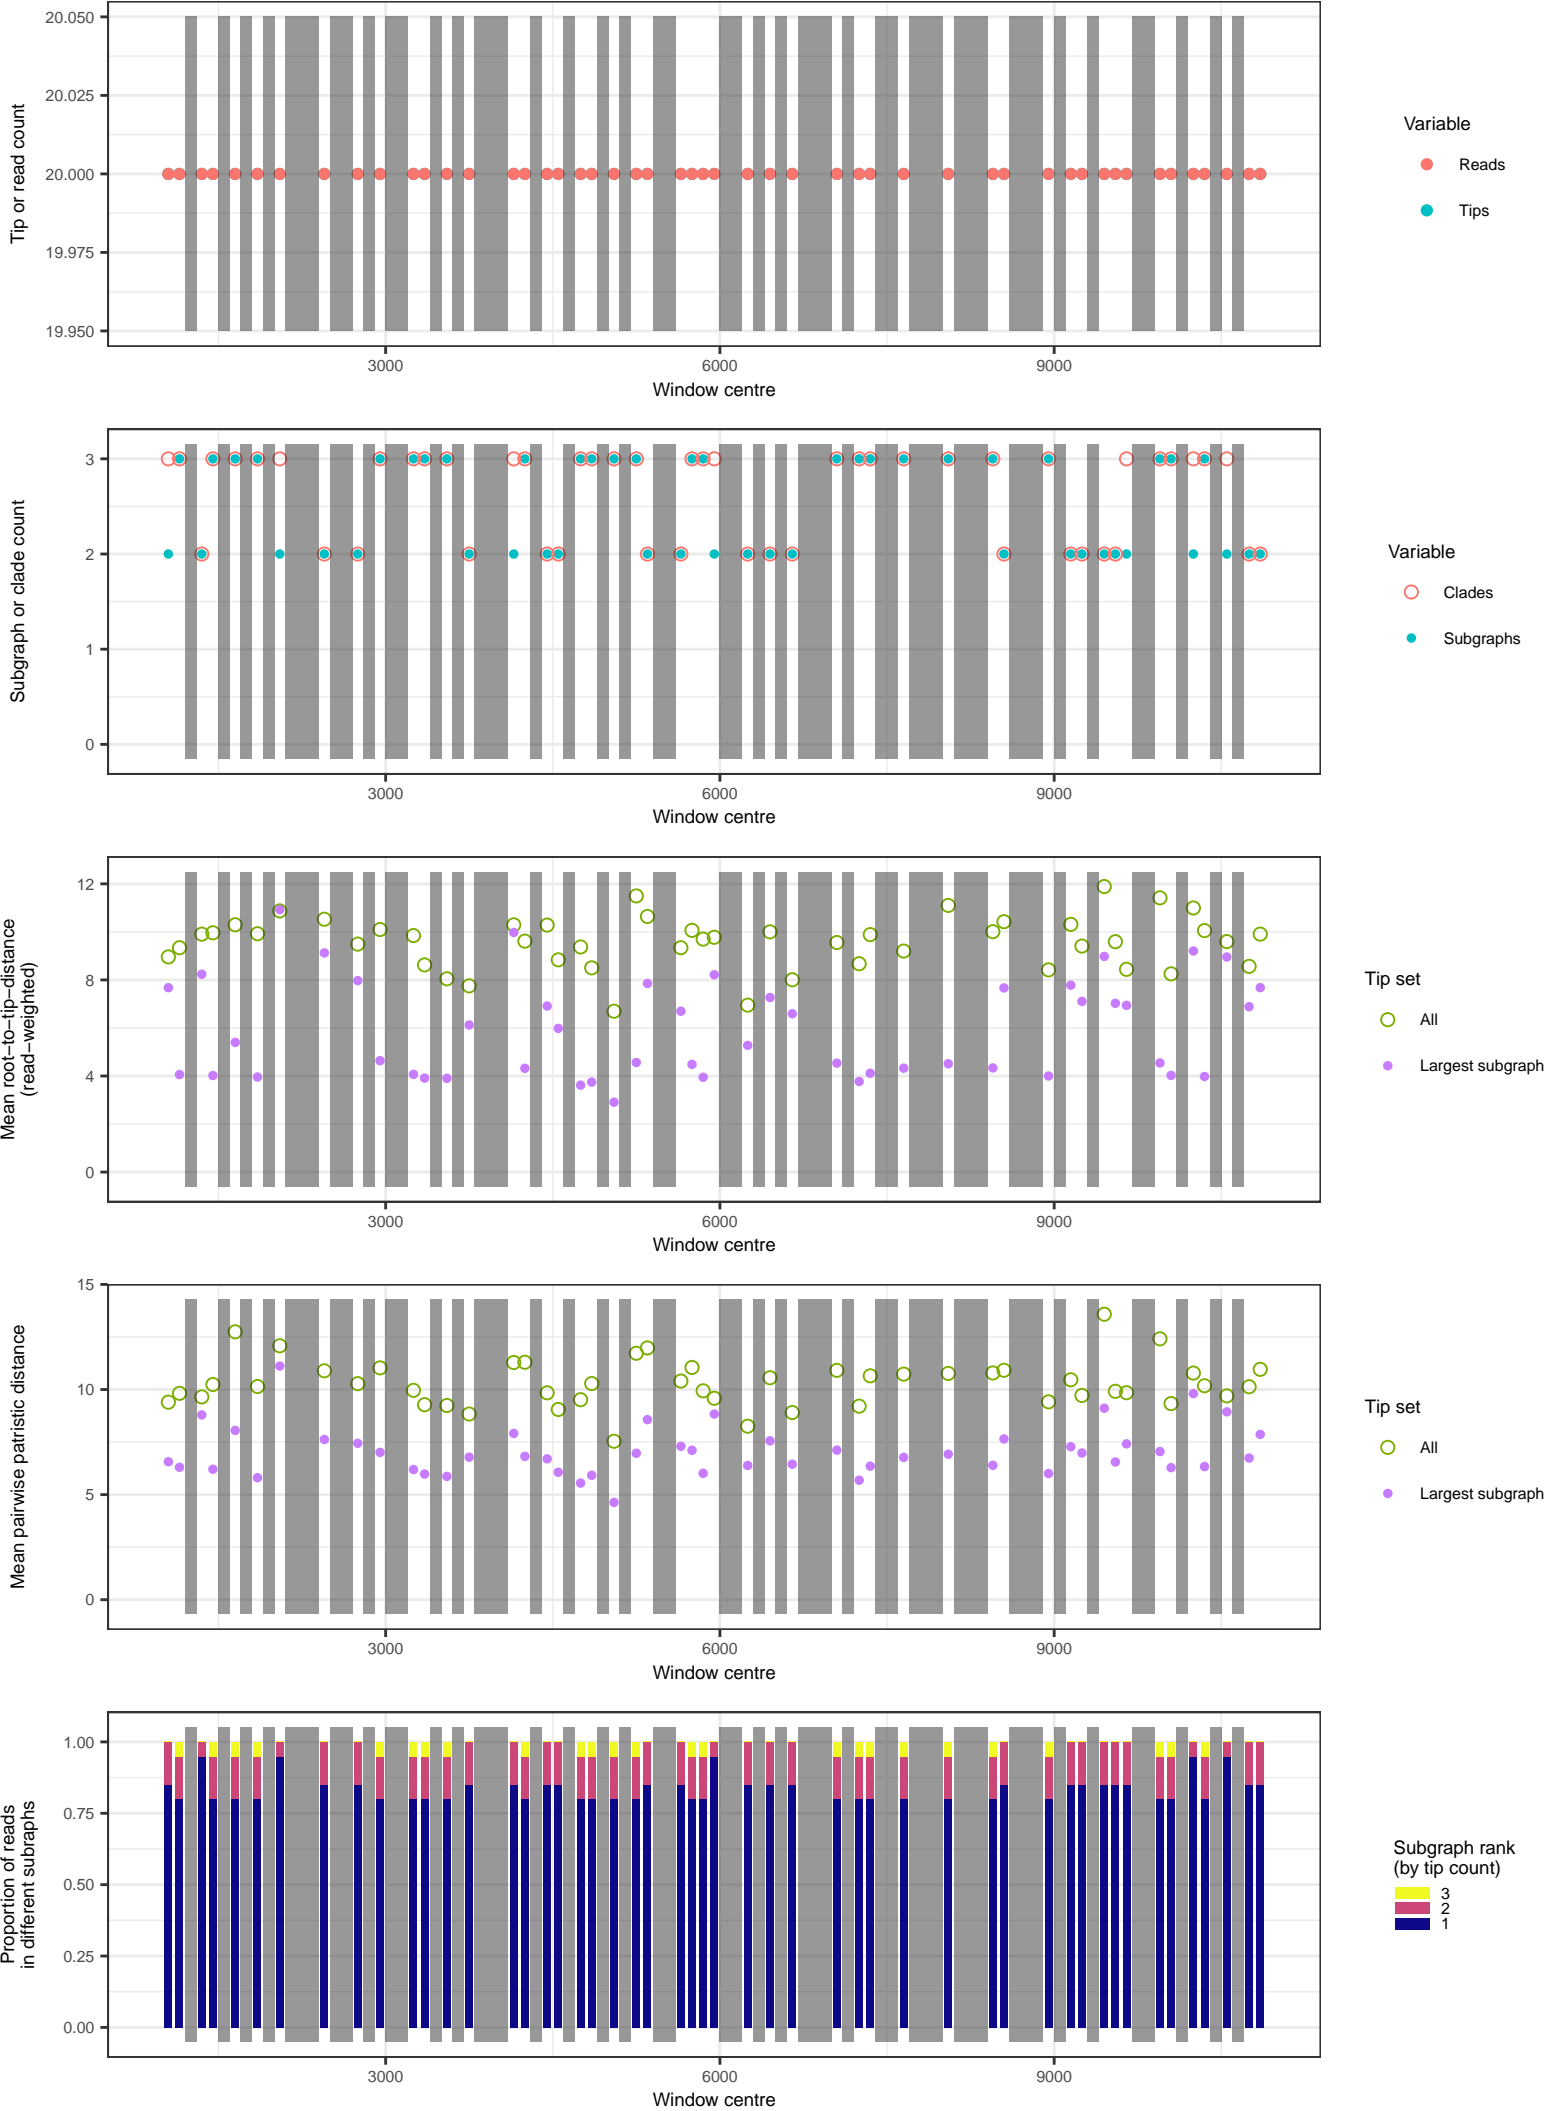 20.050
20.025
20.000
19.975
19.950
Tip or read count
3000
6000
9000
Window centre
Variable
Reads
Tips
3
2
1
0
Subgraph or clade count
3000
6000
9000
Window centre
Variable
Clades
Subgraphs
12
8
4
0
Mean root−to−tip−distance
(read−weighted)
3000
6000
9000
Window centre
Tip set
All
Largest subgraph
15
10
5
0
Mean pairwise patristic distance
3000
6000
9000
Window centre
Tip set
All
Largest subgraph
1.00
0.75
0.50
0.25
0.00
Proportion of reads
in different subraphs
3000
6000
9000
Window centre
Subgraph rank
(by tip count)
3
2
1